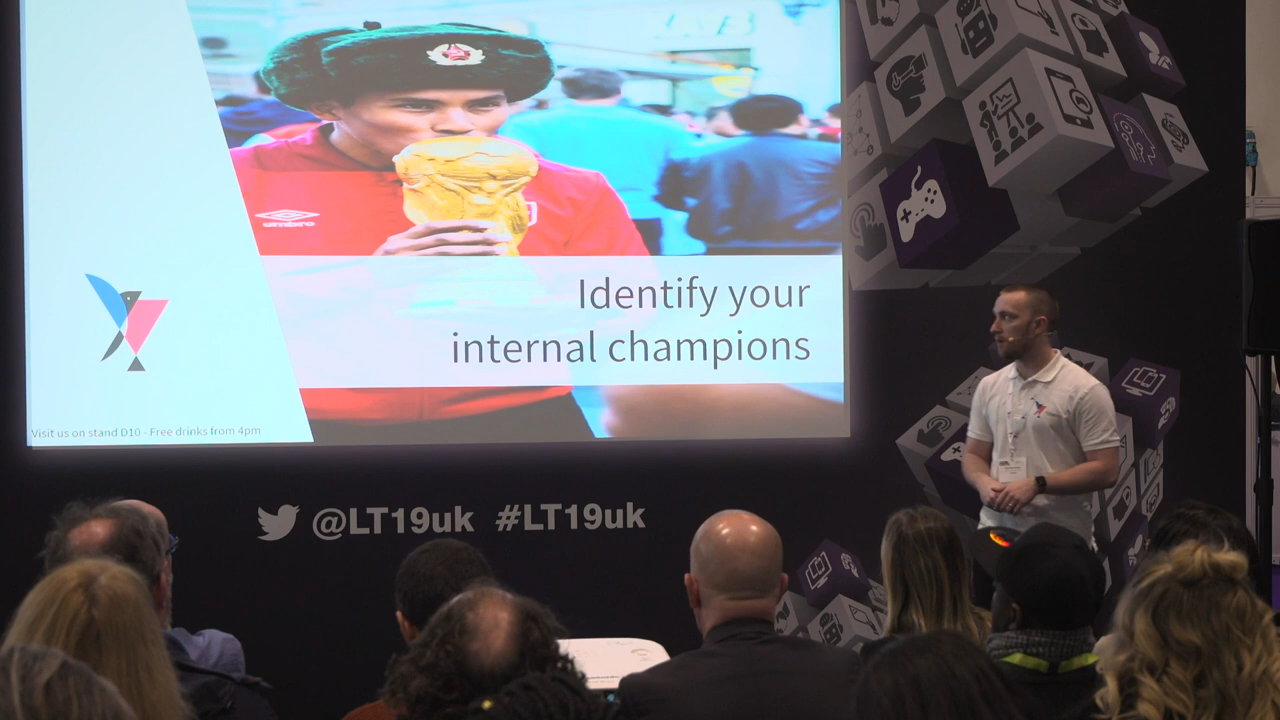 umbro
Identify your
internal champions
Visit us on stand D10 - Free drinks from 4pm
@LT19uk #LT19uk